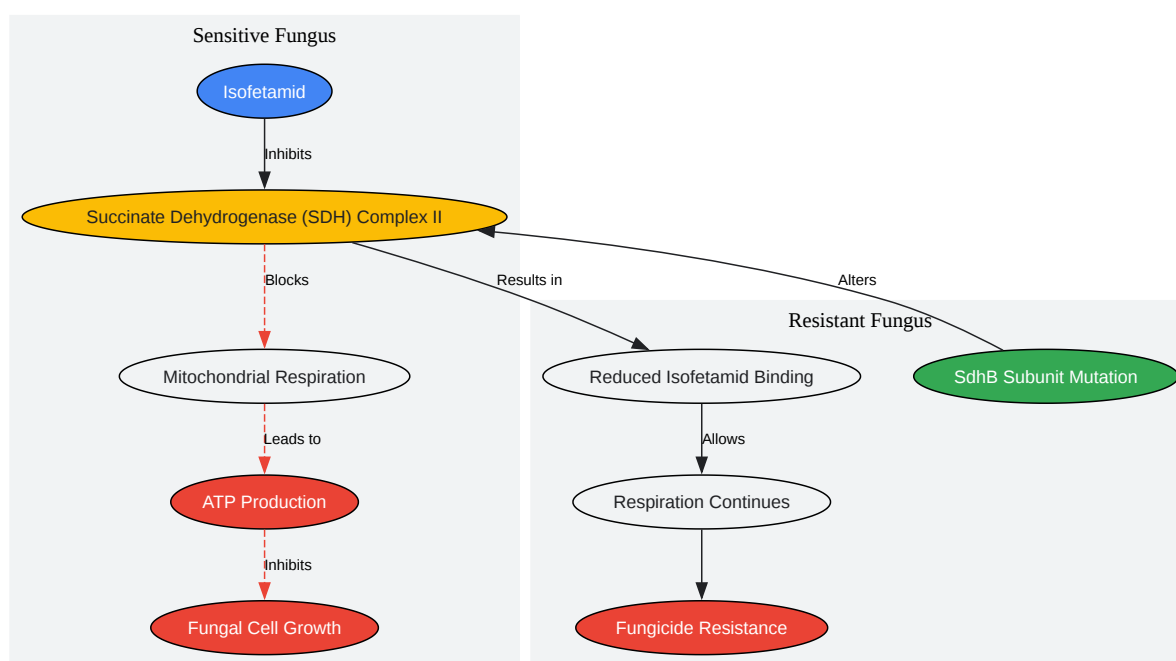 Sensitive Fungus
Isofetamid
Inhibits
Succinate Dehydrogenase (SDH) Complex II
Blocks
Results in
Alters
Resistant Fungus
Mitochondrial Respiration
Reduced Isofetamid Binding
SdhB Subunit Mutation
Leads to
Allows
ATP Production
Respiration Continues
Inhibits
Fungal Cell Growth
Fungicide Resistance